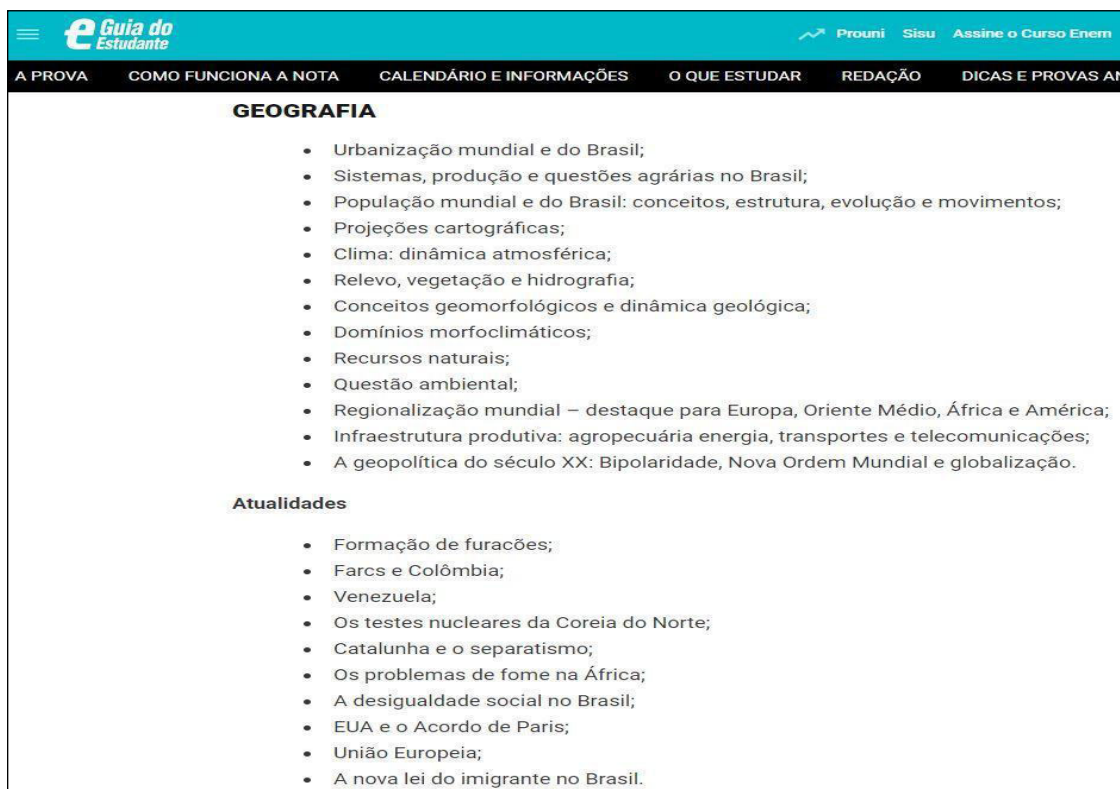 Guia do
Estudante
Prouni Sisu Assine o Curso Enem
A PROVA COMO FUNCIONA A NOTA CALENDÁRIO E INFORMAÇÕES O QUE ESTUDAR REDAÇÃO DICAS E PROVAS
GEOGRAFIA
• Urbanização mundial e do Brasil;
• Sistemas, produção e questões agrárias no Brasil;
• População mundial e do Brasil: conceitos, estrutura, evolução e movimentos;
• Projeções cartográficas;
• Clima: dinâmica atmosférica;
• Relevo, vegetação e hidrografia;
• Conceitos geomorfológicos e dinâmica geológica;
• Domínios morfoclimáticos;
• Recursos naturais;
• Questão ambiental;
• Regionalização mundial – destaque para Europa, Oriente Médio, África e América;
• Infraestrutura produtiva: agropecuária energia, transportes e telecomunicações;
• A geopolítica do século XX: Bipolaridade, Nova Ordem Mundial e globalização.
Atualidades
• Formação de furacões;
• Farcs e Colômbia;
• Venezuela;
• Os testes nucleares da Coreia do Norte;
• Catalunha e o separatismo;
• Os problemas de fome na África;
• A desigualdade social no Brasil;
• EUA e o Acordo de Paris;
• União Europeia;
• A nova lei do imigrante no Brasil.